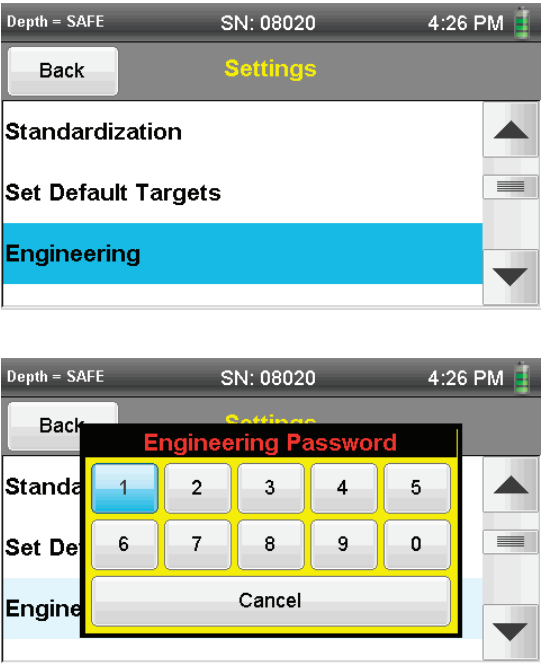 Depth = SAFE SN: 08020 4:26 PM
Back Settings
Standardization
Set Default Targets
Engineering
Depth = SAFE SN: 08020 4:26 PM
Back Settings
Engineering Password
Standa 1 2 3 4 5
Set De 6 7 8 9 0
Engine Cancel